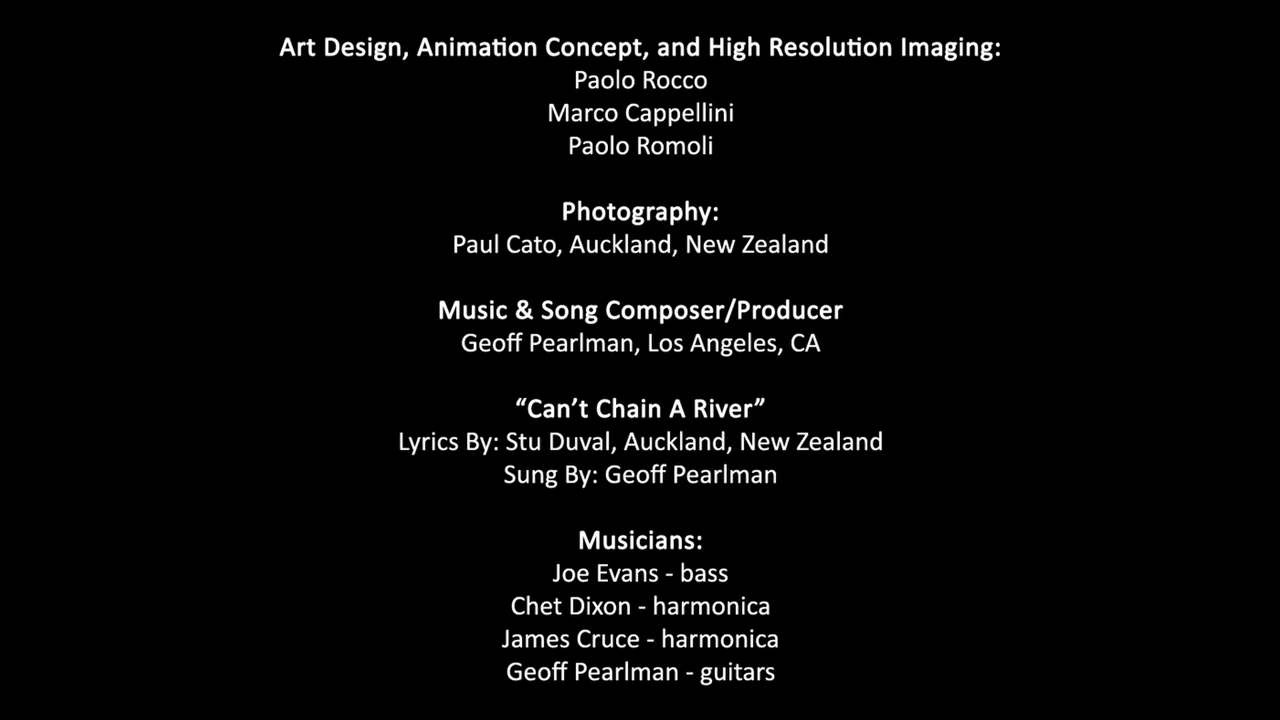 Art Design, Animation Concept, and High Resolution Imaging:
Paolo Rocco
Marco Cappellini
Paolo Romoli
Photography:
Paul Cato, Auckland, New Zealand
Music & Song Composer/Producer
Geoff Pearlman, Los Angeles, CA
“Can’t Chain A River”
Lyrics By: Stu Duval, Auckland, New Zealand
Sung By: Geoff Pearlman
Musicians:
Joe Evans - bass
Chet Dixon - harmonica
James Cruce - harmonica
Geoff Pearlman - guitars